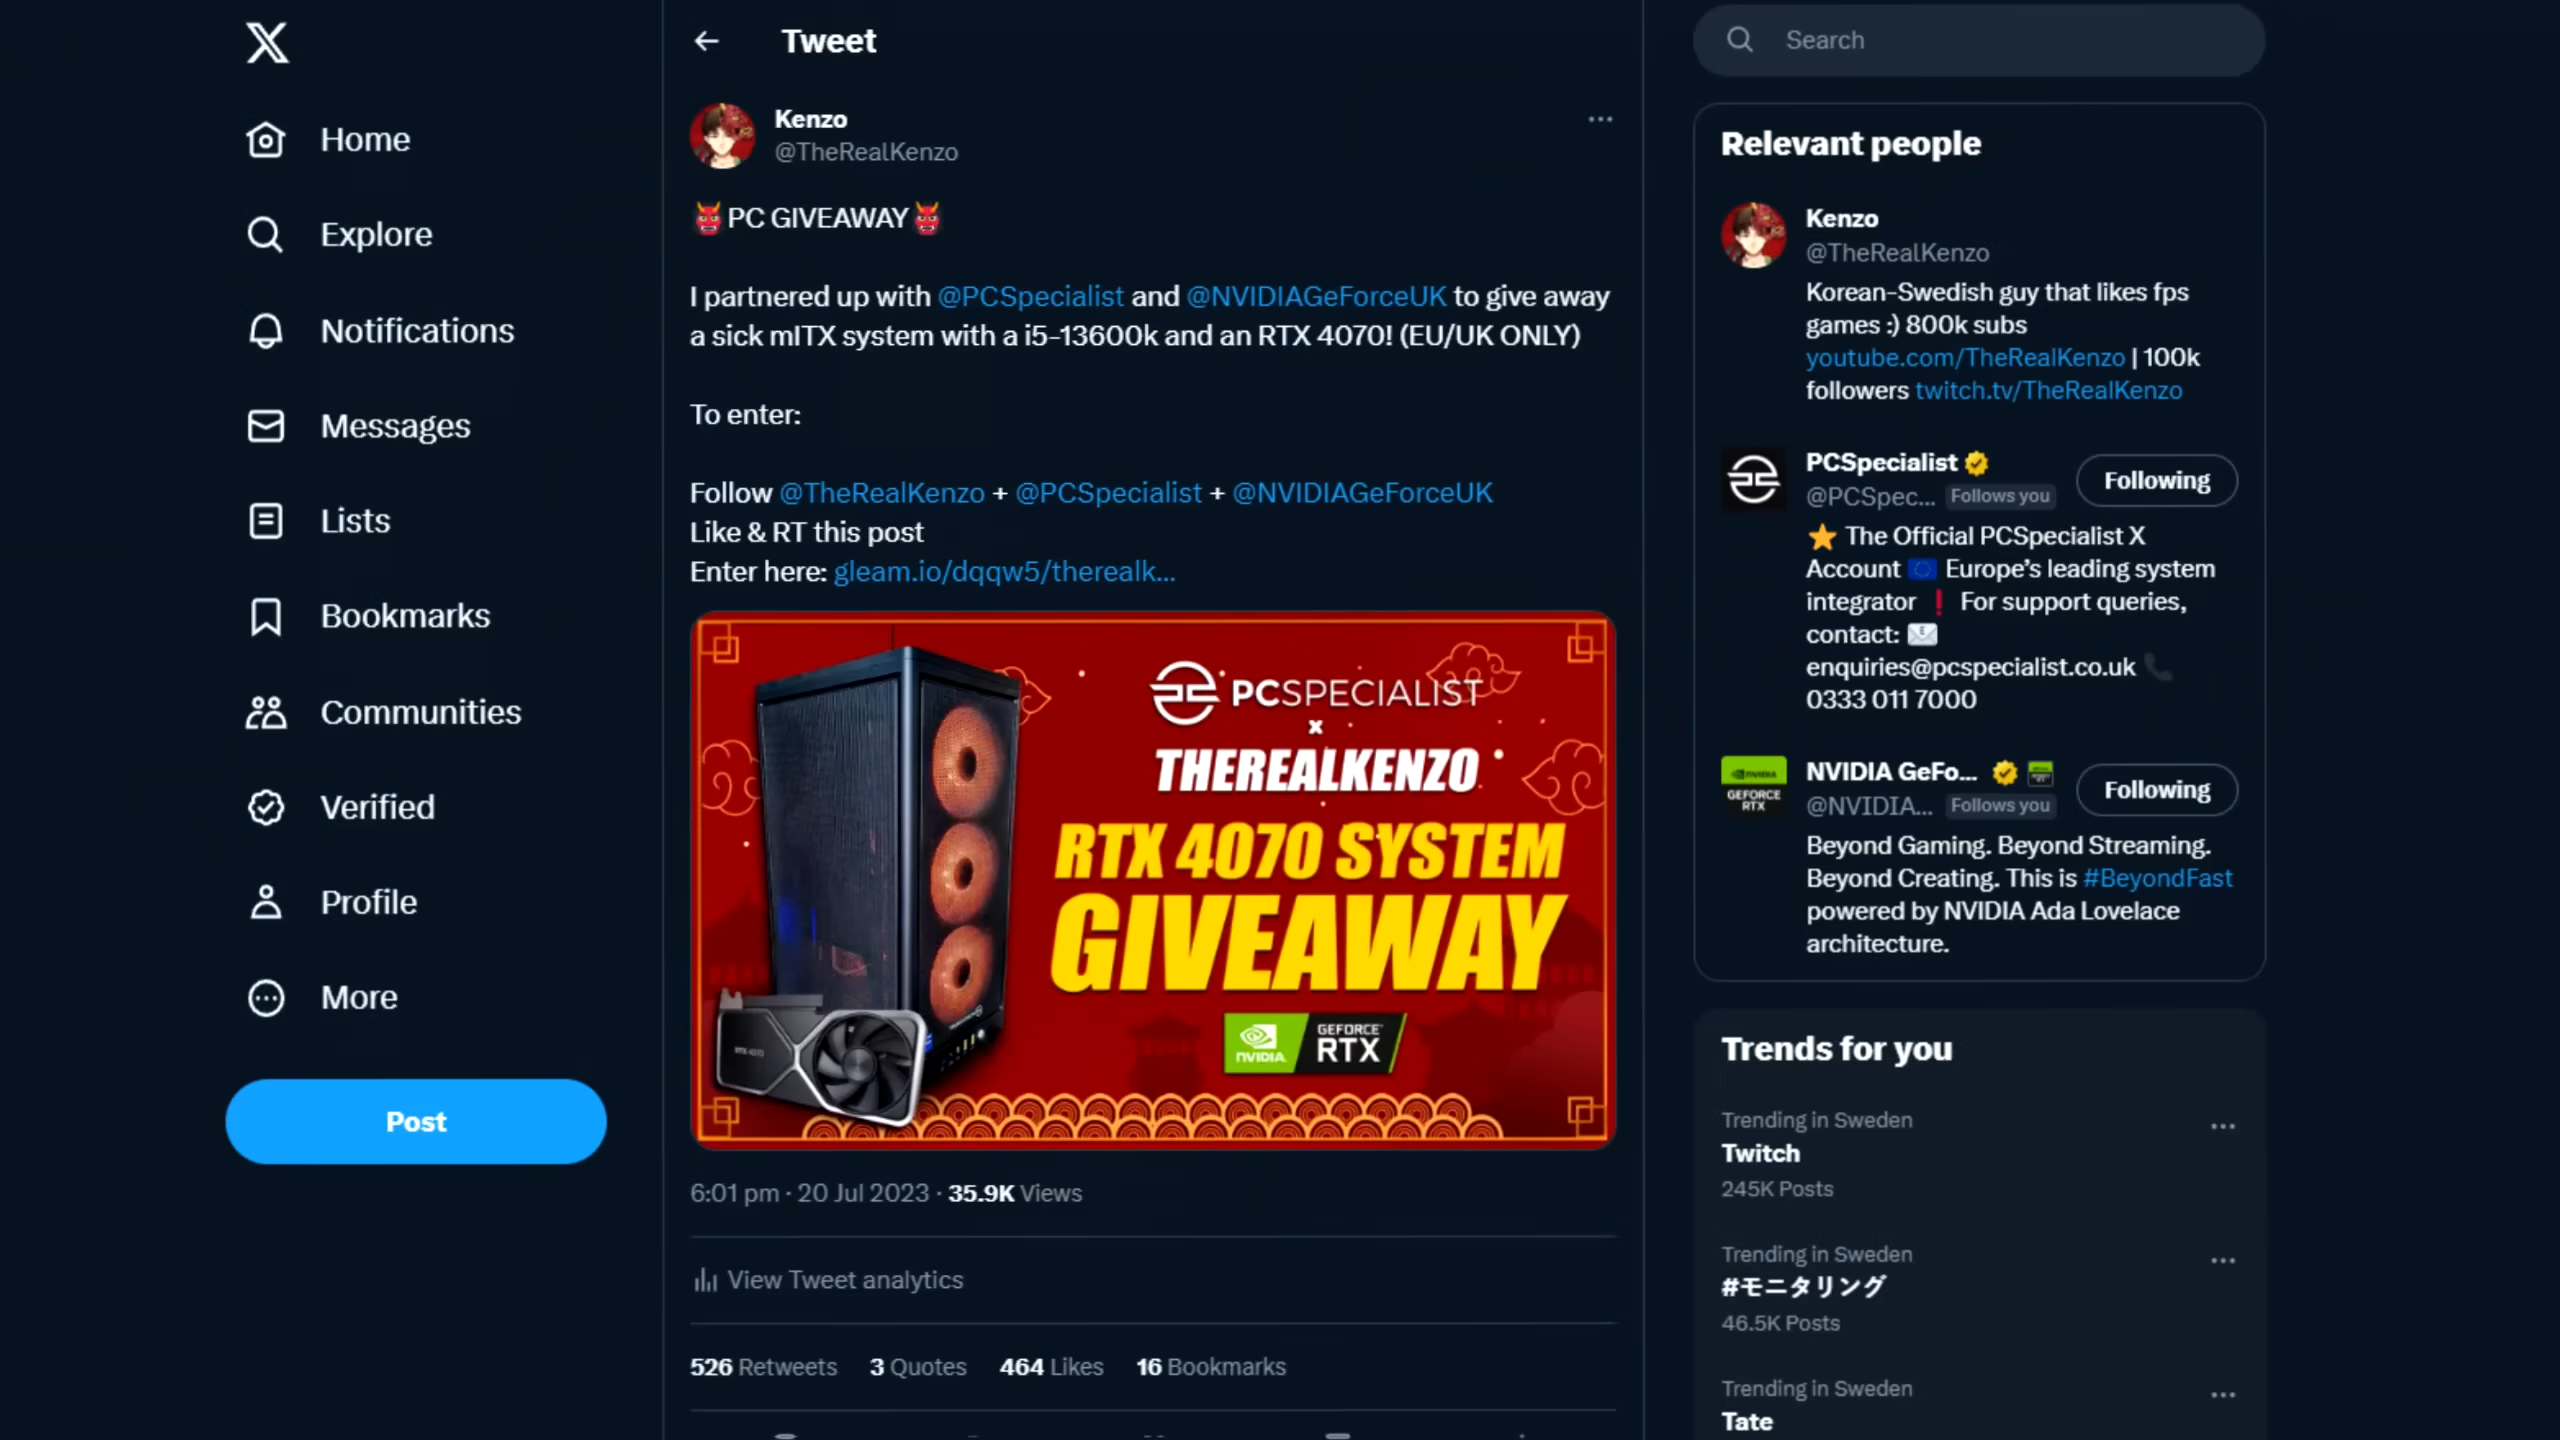 Home
Explore
Notifications
Messages
Lists
Bookmarks
Communities
Verified
Profile
More
Post
Tweet
Kenzo
@TheRealKenzo
👹PC GIVEAWAY👹
I partnered up with @PCSpecialist and @NVIDIAGeForceUK to give away
a sick mITX system with a i5-13600k and an RTX 4070! (EU/UK ONLY)
To enter:
Follow @TheRealKenzo + @PCSpecialist + @NVIDIAGeForceUK
Like & RT this post
Enter here: gleam.io/dqqw5/therealk...
PCSPECIALIST
x
THEREALKENZO
RTX 4070 SYSTEM
GIVEAWAY
NVIDIA
GEFORCE
RTX
RTX 4070
6:01 pm · 20 Jul 2023 · 35.9K Views
View Tweet analytics
526 Retweets 3 Quotes 464 Likes 16 Bookmarks
Search
Relevant people
Kenzo
@TheRealKenzo
Korean-Swedish guy that likes fps
games :) 800k subs
youtube.com/TheRealKenzo | 100k
followers twitch.tv/TheRealKenzo
PCSpecialist
@PCSpec... Follows you
Following
⭐ The Official PCSpecialist X
Account 🇪🇺 Europe's leading system
integrator ❗ For support queries,
contact: 📧
enquiries@pcspecialist.co.uk 📞
0333 011 7000
NVIDIA
GEFORCE
RTX
NVIDIA GeFo...
@NVIDIA... Follows you
Following
Beyond Gaming. Beyond Streaming.
Beyond Creating. This is #BeyondFast
powered by NVIDIA Ada Lovelace
architecture.
Trends for you
Trending in Sweden
Twitch
245K Posts
Trending in Sweden
#モニタリング
46.5K Posts
Trending in Sweden
Tate